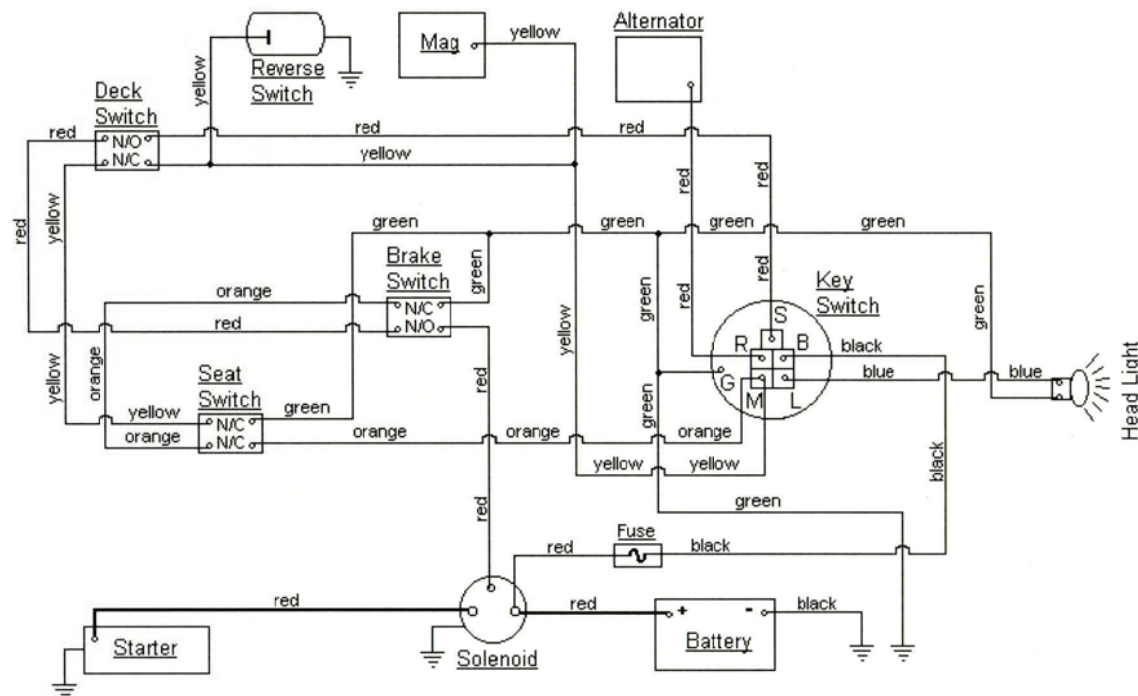 Alternator
Mag
yellow
Reverse
Switch
yellow
Deck
Switch
red
N/O
N/C
red
red
yellow
red
red
red
yellow
green
green
green
green
Brake
Switch
green
N/C
N/O
orange
red
red
green
yellow
red
Key
Switch
S
R
B
G
M
L
black
blue
blue
green
Head Light
yellow
orange
Seat
Switch
yellow
orange
N/C
N/C
green
orange
orange
orange
green
yellow
yellow
black
green
red
red
Fuse
black
red
Starter
Solenoid
red
+
-
Battery
black